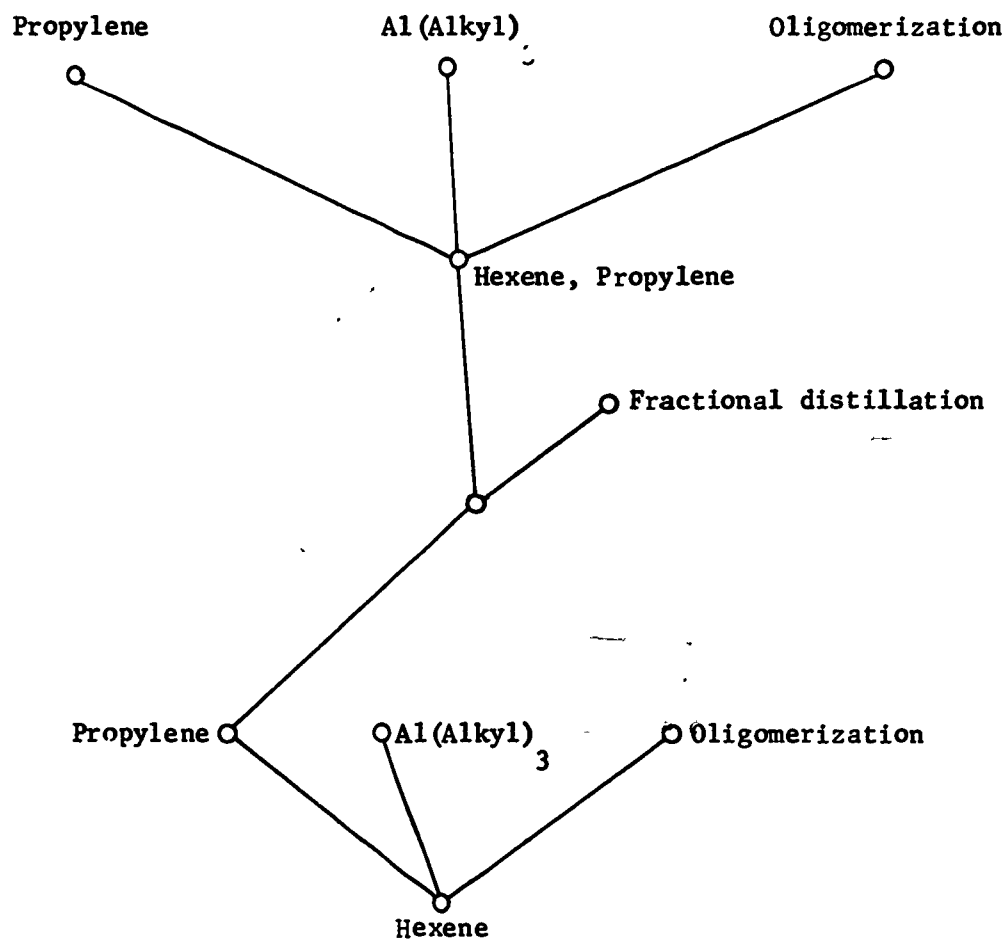 Propylene Al(Alkyl) Oligomerization
Hexene, Propylene
Fractional distillation
Propylene Al(Alkyl)3 Oligomerization
Hexene